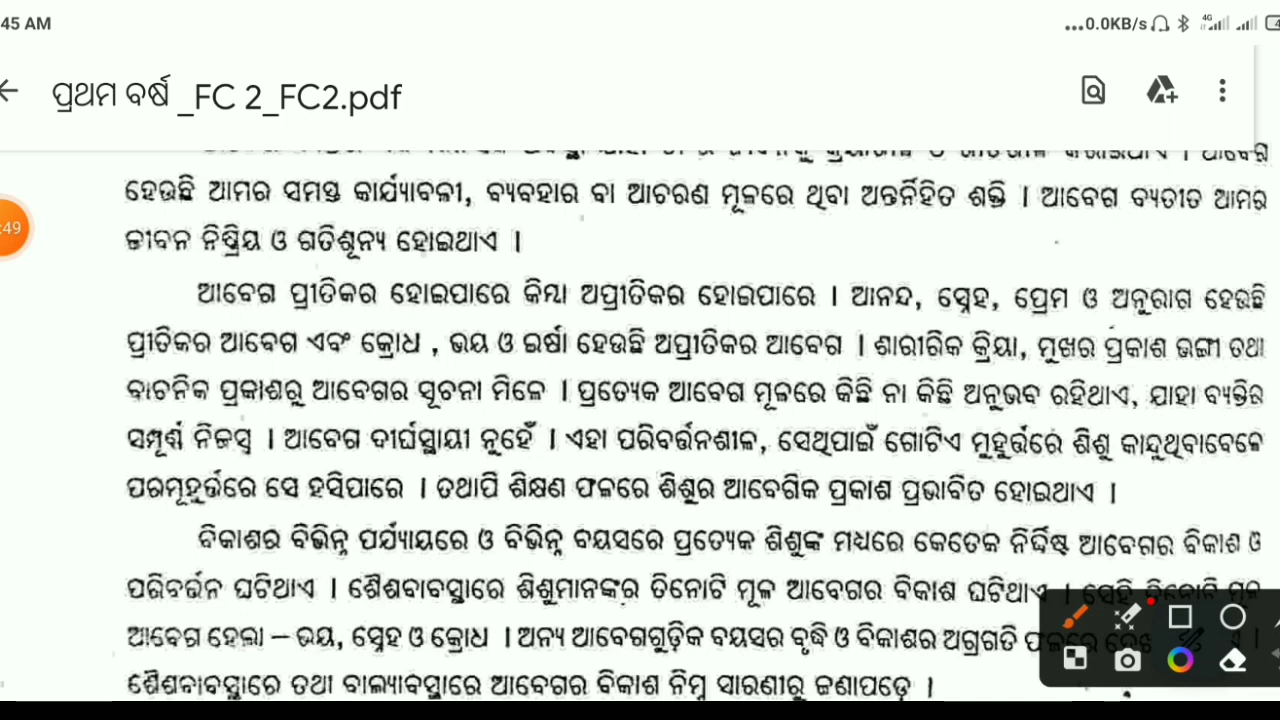 45 AM
...0.0KB/s 4G
ପ୍ରଥମ ବର୍ଷ _FC 2_FC2.pdf
ହେଉଛି ଆମର ସମସ୍ତ କାର୍ଯ୍ୟାବଳୀ, ବ୍ୟବହାର ବା ଆଚରଣ ମୂଳରେ ଥିବା ଅନ୍ତର୍ନିହିତ ଶକ୍ତି । ଆବେଗ ବ୍ୟତୀତ ଆମର
:49
ଜୀବନ ନିଷ୍କ୍ରିୟ ଓ ଗତିଶୂନ୍ୟ ହୋଇଥାଏ ।
ଆବେଗ ପ୍ରୀତିକର ହୋଇପାରେ କିମ୍ବା ଅପ୍ରୀତିକର ହୋଇପାରେ । ଆନନ୍ଦ, ସ୍ନେହ, ପ୍ରେମ ଓ ଅନୁରାଗ ହେଉଛି
ପ୍ରୀତିକର ଆବେଗ ଏବଂ କ୍ରୋଧ , ଭୟ ଓ ଇର୍ଷା ହେଉଛି ଅପ୍ରୀତିକର ଆବେଗ । ଶାରୀରିକ କ୍ରିୟା, ମୁଖର ପ୍ରକାଶ ଭଙ୍ଗୀ ତଥା
ବାଚନିକ ପ୍ରକାଶରୁ ଆବେଗର ସୂଚନା ମିଳେ । ପ୍ରତ୍ୟେକ ଆବେଗ ମୂଳରେ କିଛି ନା କିଛି ଅନୁଭବ ରହିଥାଏ, ଯାହା ବ୍ୟକ୍ତିର
ସମ୍ପୂର୍ଣ୍ଣ ନିଜସ୍ୱ । ଆବେଗ ଦୀର୍ଘସ୍ଥାୟୀ ନୁହେଁ । ଏହା ପରିବର୍ତ୍ତନଶୀଳ, ସେଥିପାଇଁ ଗୋଟିଏ ମୁହୂର୍ତ୍ତରେ ଶିଶୁ କାନ୍ଦୁଥିବାବେଳେ
ପରମୂହୁର୍ତ୍ତରେ ସେ ହସିପାରେ । ତଥାପି ଶିକ୍ଷଣ ଫଳରେ ଶିଶୁର ଆବେଗିକ ପ୍ରକାଶ ପ୍ରଭାବିତ ହୋଇଥାଏ ।
ବିକାଶର ବିଭିନ୍ନ ପର୍ଯ୍ୟାୟରେ ଓ ବିଭିନ୍ନ ବୟସରେ ପ୍ରତ୍ୟେକ ଶିଶୁଙ୍କ ମଧ୍ୟରେ କେତେକ ନିର୍ଦ୍ଦିଷ୍ଟ ଆବେଗର ବିକାଶ ଓ
ପରିବର୍ତ୍ତନ ଘଟିଥାଏ । ଶୈଶବାବସ୍ଥାରେ ଶିଶୁମାନଙ୍କର ତିନୋଟି ମୂଳ ଆବେଗର ବିକାଶ ଘଟିଥାଏ । ସେହି ତିନୋଟି ମୂଳ
ଆବେଗ ହେଲା – ଭୟ, ସ୍ନେହ ଓ କ୍ରୋଧ । ଅନ୍ୟ ଆବେଗଗୁଡ଼ିକ ବୟସର ବୃଦ୍ଧି ଓ ବିକାଶର ଅଗ୍ରଗତି ଫଳରେ
ଶୈଶବାବସ୍ଥାରେ ତଥା ବାଲ୍ୟାବସ୍ଥାରେ ଆବେଗର ବିକାଶ ନିମ୍ନ ସାରଣୀରୁ ଜଣାପଡ଼େ ।